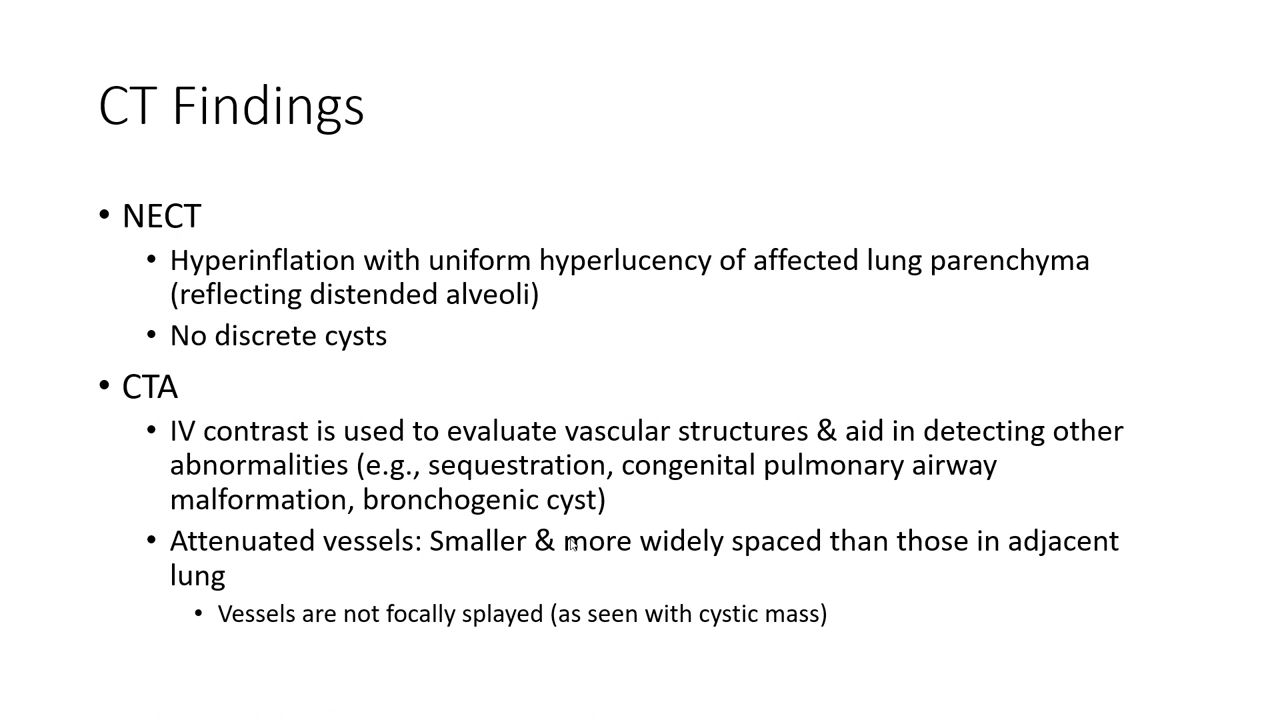 CT Findings
• NECT
• Hyperinflation with uniform hyperlucency of affected lung parenchyma
(reflecting distended alveoli)
• No discrete cysts
• CTA
• IV contrast is used to evaluate vascular structures & aid in detecting other
abnormalities (e.g., sequestration, congenital pulmonary airway
malformation, bronchogenic cyst)
• Attenuated vessels: Smaller & more widely spaced than those in adjacent
lung
• Vessels are not focally splayed (as seen with cystic mass)